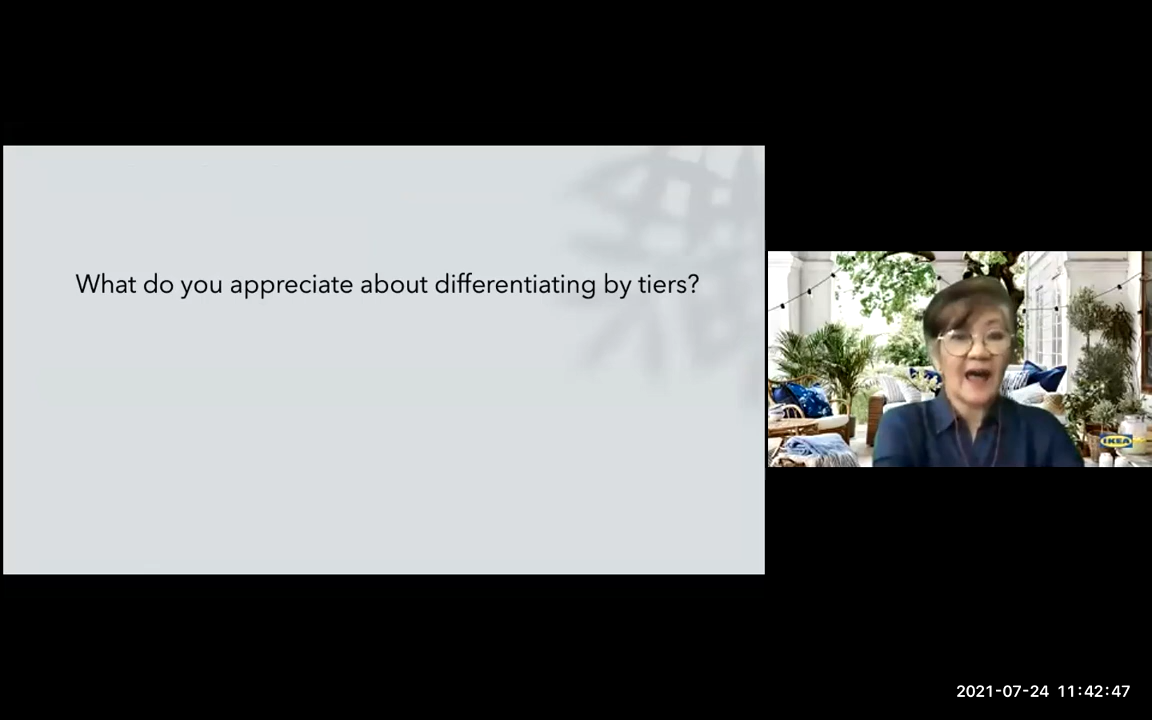 What do you appreciate about differentiating by tiers?
IKEA
2021-07-24 11:42:47